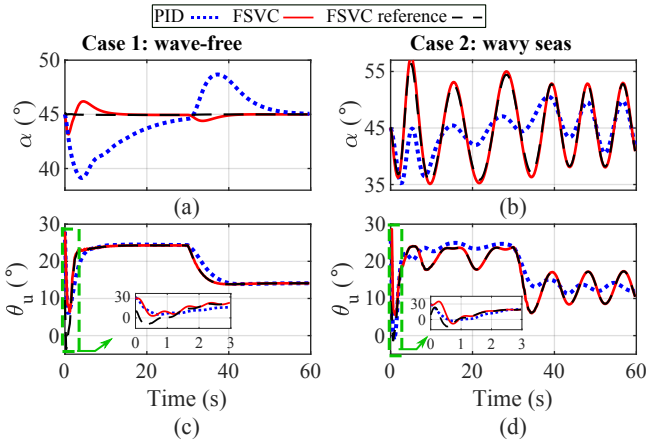 PID FSVC FSVC reference
Case 1: wave-free
Case 2: wavy seas
50
45
40
α (°)
(a)
55
45
35
α (°)
(b)
30
20
10
0
θu (°)
30
0
0 1 2 3
0 20 40 60
Time (s)
(c)
30
20
10
0
θu (°)
30
0
0 1 2 3
0 20 40 60
Time (s)
(d)